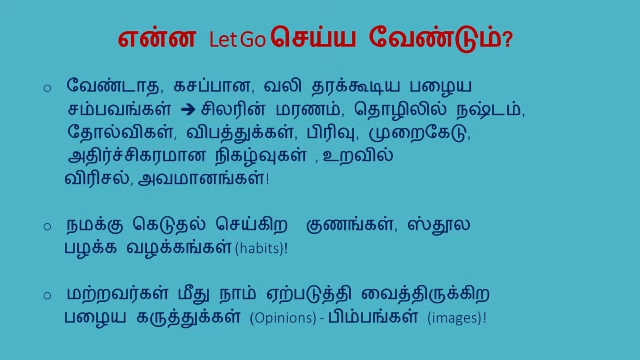 என்ன Let Go செய்ய வேண்டும்?
○ வேண்டாத, கசப்பான, வலி தரக்கூடிய பழைய
சம்பவங்கள் ➔ சிலரின் மரணம், தொழிலில் நஷ்டம்,
தோல்விகள், விபத்துக்கள், பிரிவு, முறைகேடு,
அதிர்ச்சிகரமான நிகழ்வுகள் , உறவில்
விரிசல், அவமானங்கள்!
○ நமக்கு கெடுதல் செய்கிற குணங்கள், ஸ்தூல
பழக்க வழக்கங்கள் (habits)!
○ மற்றவர்கள் மீது நாம் ஏற்படுத்தி வைத்திருக்கிற
பழைய கருத்துக்கள் (Opinions) - பிம்பங்கள் (images)!